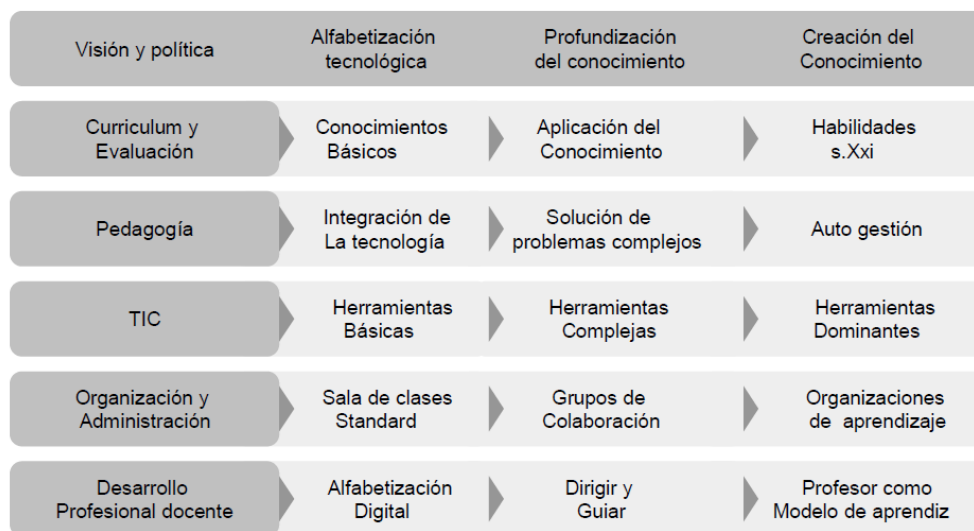 Visión y política
Alfabetización
tecnológica
Profundización
del conocimiento
Creación del
Conocimiento
Curriculum y
Evaluación
Conocimientos
Básicos
Aplicación del
Conocimiento
Habilidades
s.Xxi
Pedagogía
Integración de
La tecnología
Solución de
problemas complejos
Auto gestión
TIC
Herramientas
Básicas
Herramientas
Complejas
Herramientas
Dominantes
Organización y
Administración
Sala de clases
Standard
Grupos de
Colaboración
Organizaciones
de aprendizaje
Desarrollo
Profesional docente
Alfabetización
Digital
Dirigir y
Guiar
Profesor como
Modelo de aprendiz